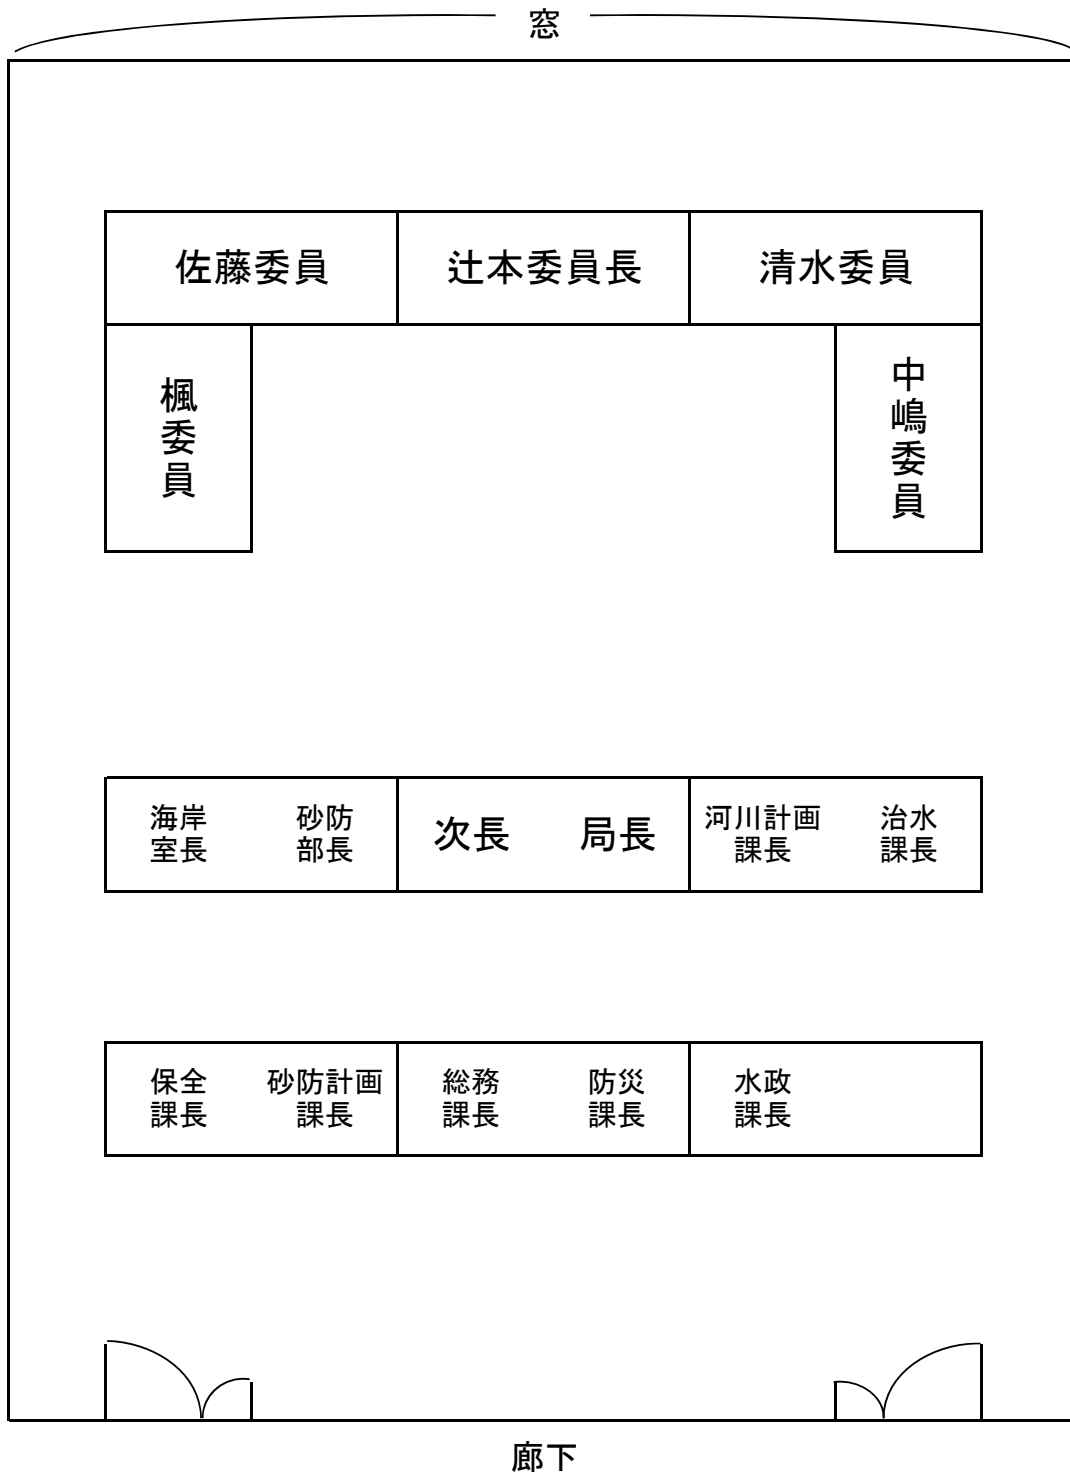 窓
佐藤委員
辻本委員長
清水委員
楓委員
中嶋委員
海岸
室長
砂防
部長
次長
局長
河川計画
課長
治水
課長
保全
課長
砂防計画
課長
総務
課長
防災
課長
水政
課長
廊下